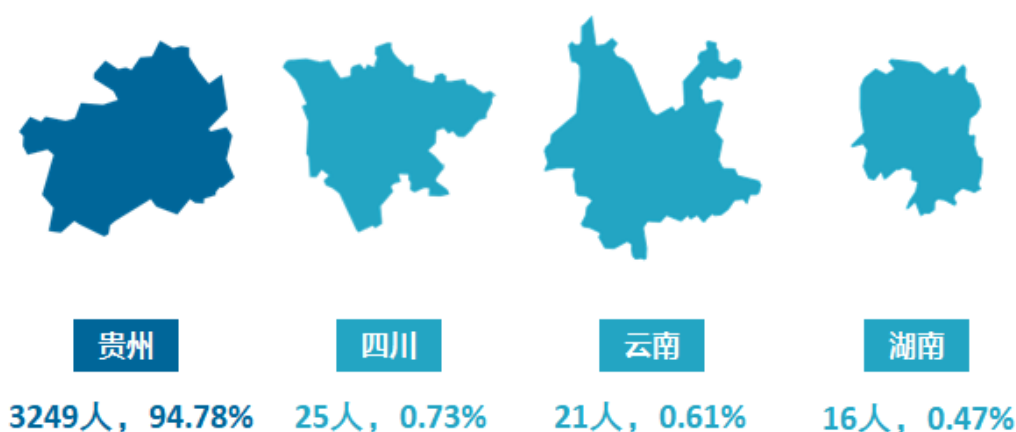 贵州
四川
云南
湖南
3249人，94.78%
25人，0.73%
21人，0.61%
16人，0.47%